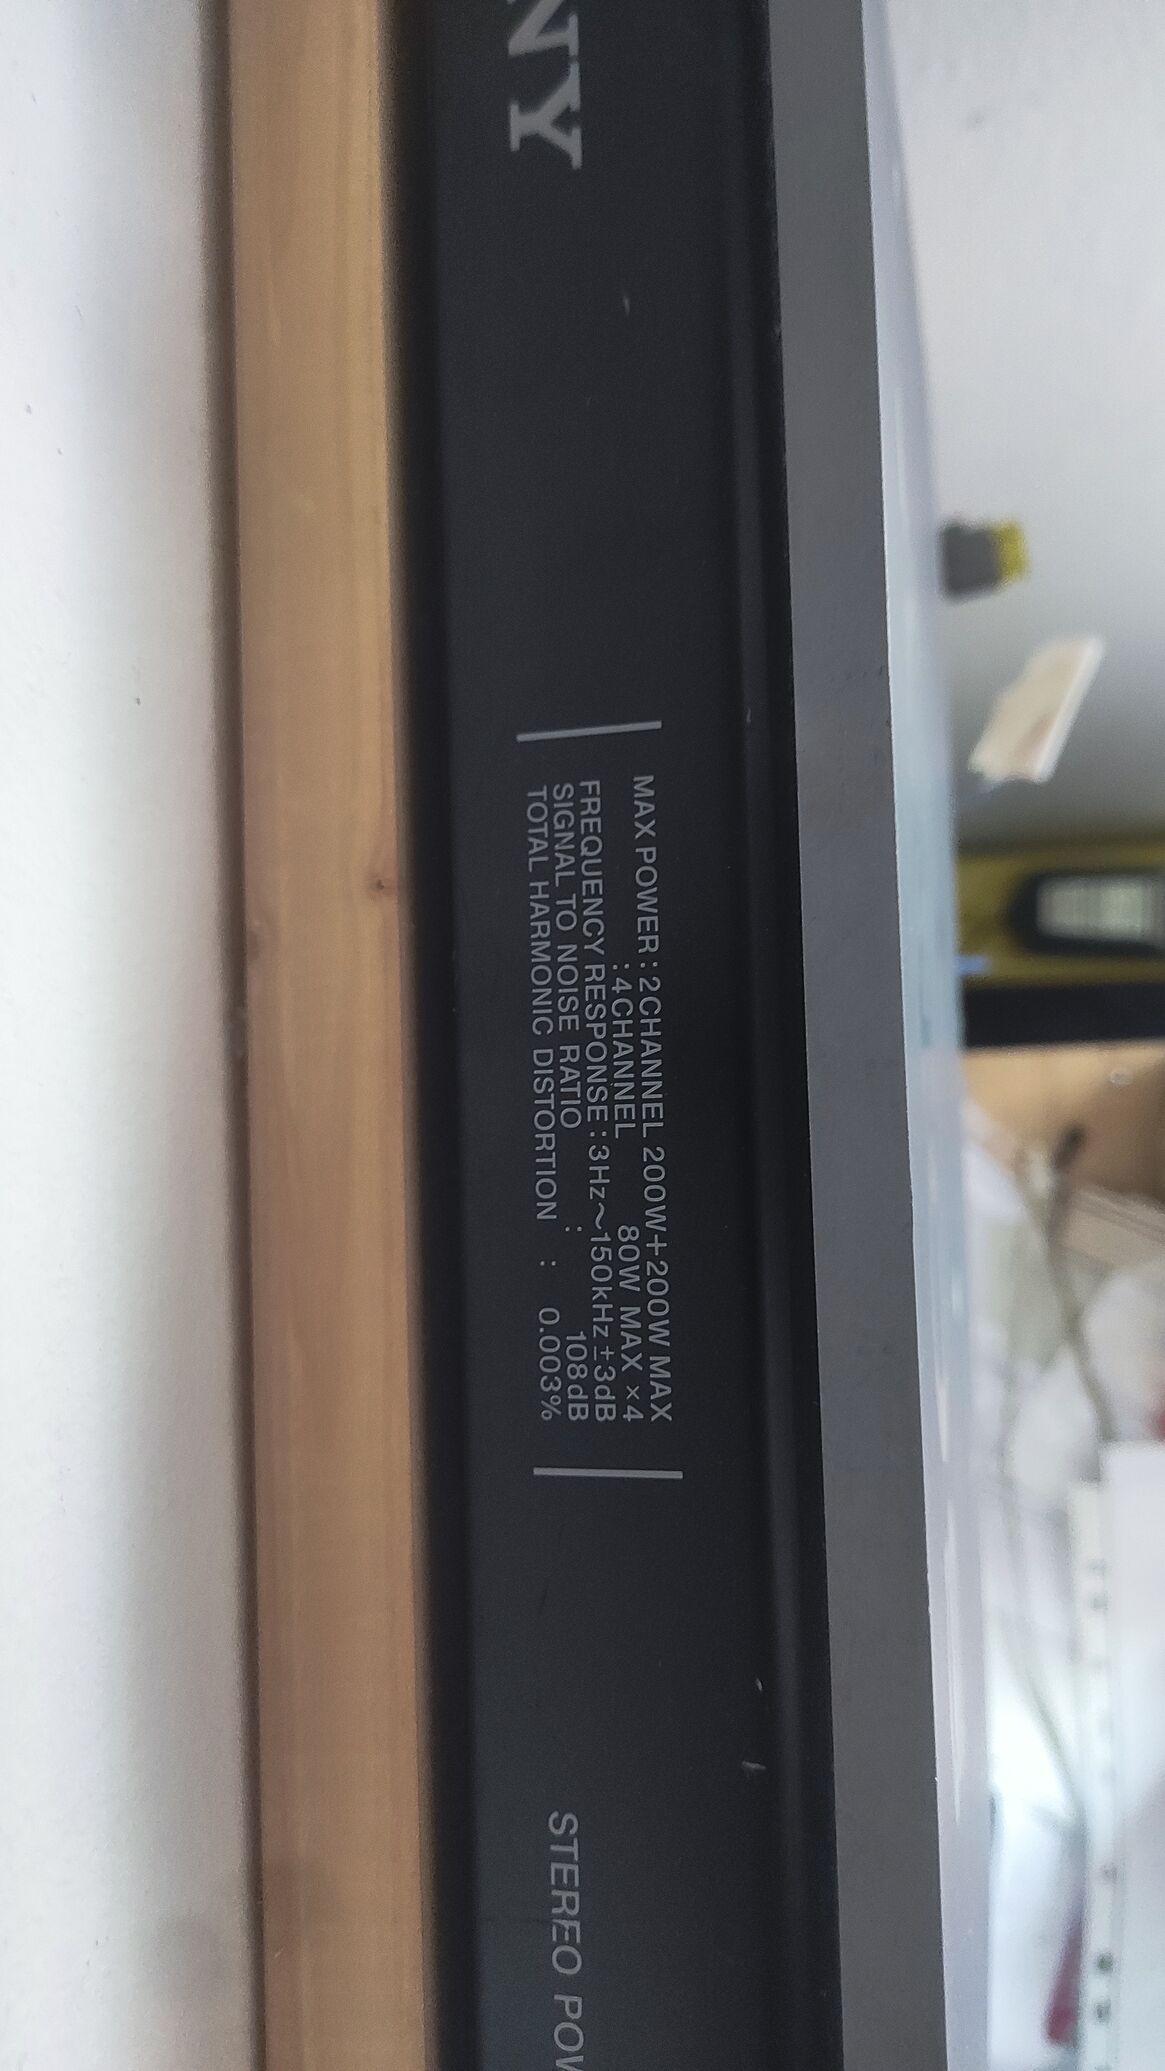 NY
MAX POWER : 2CHANNEL 200W+200W MAX
: 4CHANNEL 80W MAX ×4
FREQUENCY RESPONSE : 3Hz～150kHz ±3dB
SIGNAL TO NOISE RATIO : 108dB
TOTAL HARMONIC DISTORTION : 0.003%
STEREO POW